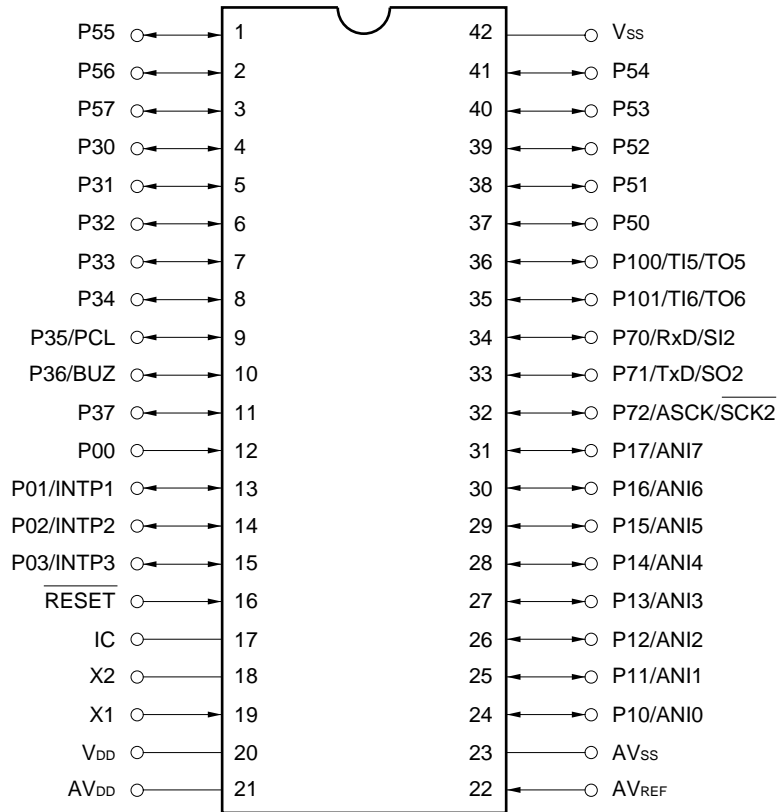 P55 1 42 Vss
P56 2 41 P54
P57 3 40 P53
P30 4 39 P52
P31 5 38 P51
P32 6 37 P50
P33 7 36 P100/TI5/TO5
P34 8 35 P101/TI6/TO6
P35/PCL 9 34 P70/RxD/SI2
P36/BUZ 10 33 P71/TxD/SO2
P37 11 32 P72/ASCK/S̅C̅K̅2̅
P00 12 31 P17/ANI7
P01/INTP1 13 30 P16/ANI6
P02/INTP2 14 29 P15/ANI5
P03/INTP3 15 28 P14/ANI4
R̅E̅S̅E̅T̅ 16 27 P13/ANI3
IC 17 26 P12/ANI2
X2 18 25 P11/ANI1
X1 19 24 P10/ANI0
VDD 20 23 AVss
AVDD 21 22 AVREF